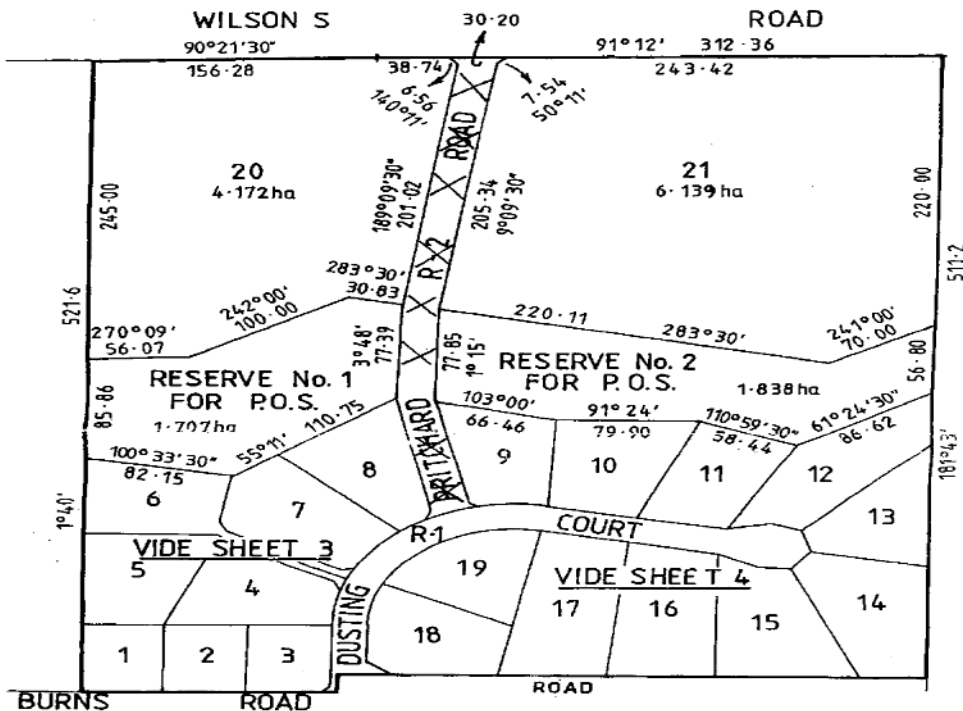 30·20
WILSON S ROAD
90°21'30" 91°12' 312·36
156·28 38·74 243·42
6·56
140°11'
7·54
50°11'
20
4·172ha
21
6·139ha
245·00
521·6
189°09'30"
201·02
205·34
9°09'30"
ROAD
R-2
220·00
511·2
283°30'
30·83
242°00'
100·00
270°09'
56·07
220·11 283°30'
241°00'
70·00
3°48'
77·39
77·85
1°15'
56·80
RESERVE No. 1
FOR P.O.S.
1·707ha
RESERVE No. 2
FOR P.O.S.
1·838ha
85·86
55°11' 110·75
100°33'30"
82·15
103°00'
66·46
91°24'
79·90
110°59'30"
58·44
61°24'30"
86·62
PRITCHARD
181°43'
1°40'
6
7
8
9
10
11
12
13
R-1
COURT
VIDE SHEET 3
VIDE SHEET 4
5
4
19
18
17
16
15
14
DUSTING
1
2
3
BURNS ROAD
ROAD